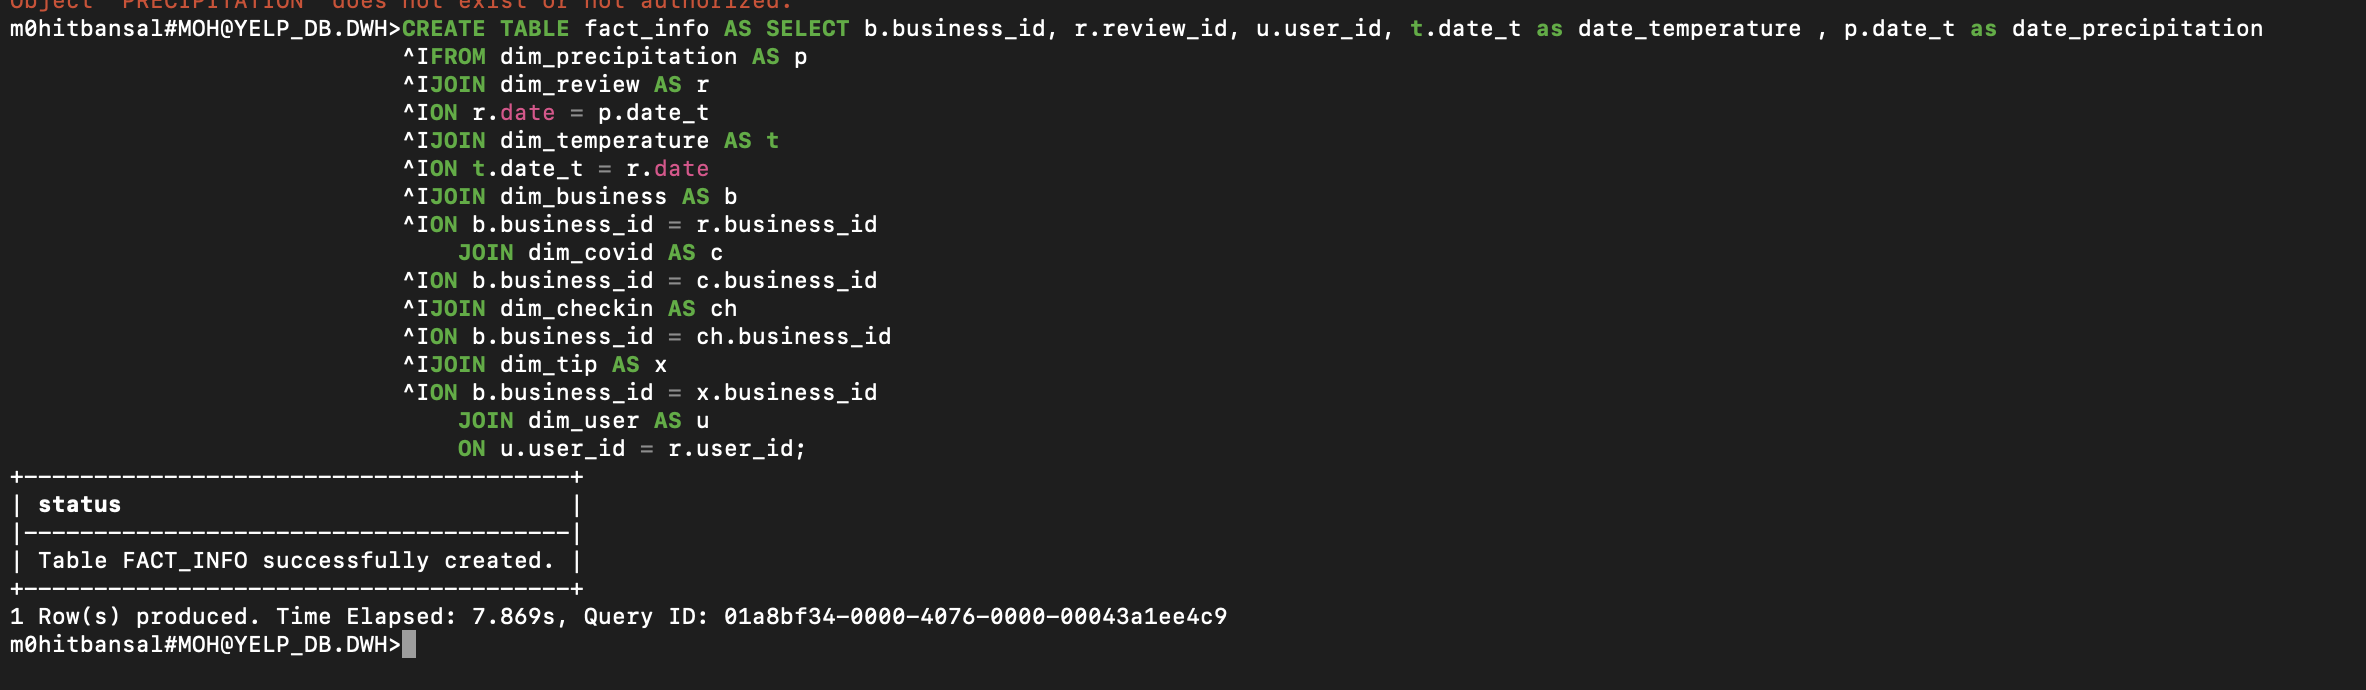 Object 'PRECIPITATION' does not exist or not authorized.
m0hitbansal#MOH@YELP_DB.DWH>CREATE TABLE fact_info AS SELECT b.business_id, r.review_id, u.user_id, t.date_t as date_temperature , p.date_t as date_precipitation
^IFROM dim_precipitation AS p
^IJOIN dim_review AS r
^ION r.date = p.date_t
^IJOIN dim_temperature AS t
^ION t.date_t = r.date
^IJOIN dim_business AS b
^ION b.business_id = r.business_id
JOIN dim_covid AS c
^ION b.business_id = c.business_id
^IJOIN dim_checkin AS ch
^ION b.business_id = ch.business_id
^IJOIN dim_tip AS x
^ION b.business_id = x.business_id
JOIN dim_user AS u
ON u.user_id = r.user_id;
+---------------------------------------+
| status                                |
|---------------------------------------|
| Table FACT_INFO successfully created. |
+---------------------------------------+
1 Row(s) produced. Time Elapsed: 7.869s, Query ID: 01a8bf34-0000-4076-0000-00043a1ee4c9
m0hitbansal#MOH@YELP_DB.DWH>